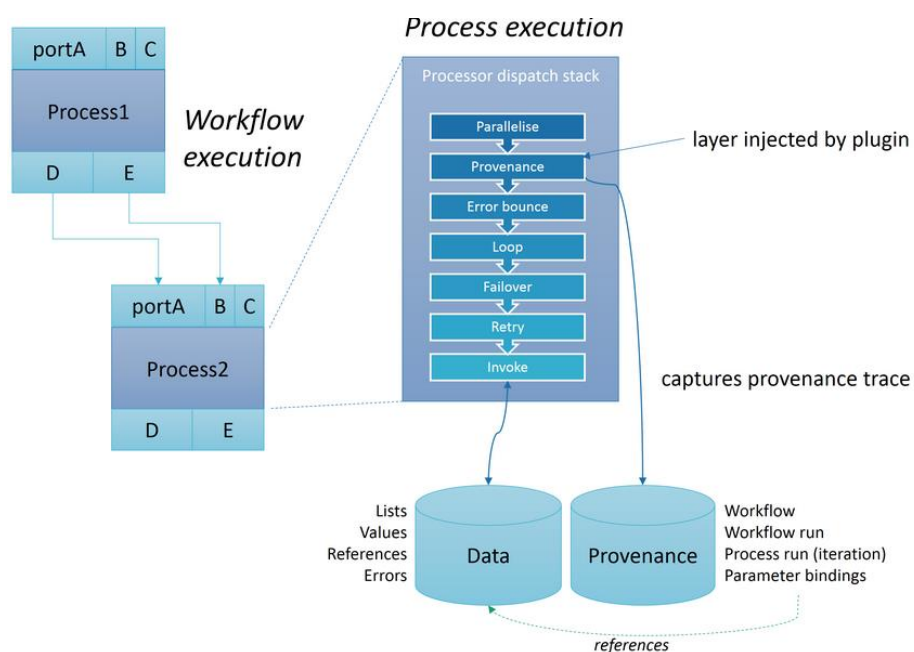 Process execution
portA B C
Process1
D E
Workflow
execution
portA B C
Process2
D E
Processor dispatch stack
Parallelise
Provenance
Error bounce
Loop
Failover
Retry
Invoke
layer injected by plugin
captures provenance trace
Lists
Values
References
Errors
Data
Provenance
Workflow
Workflow run
Process run (iteration)
Parameter bindings
references